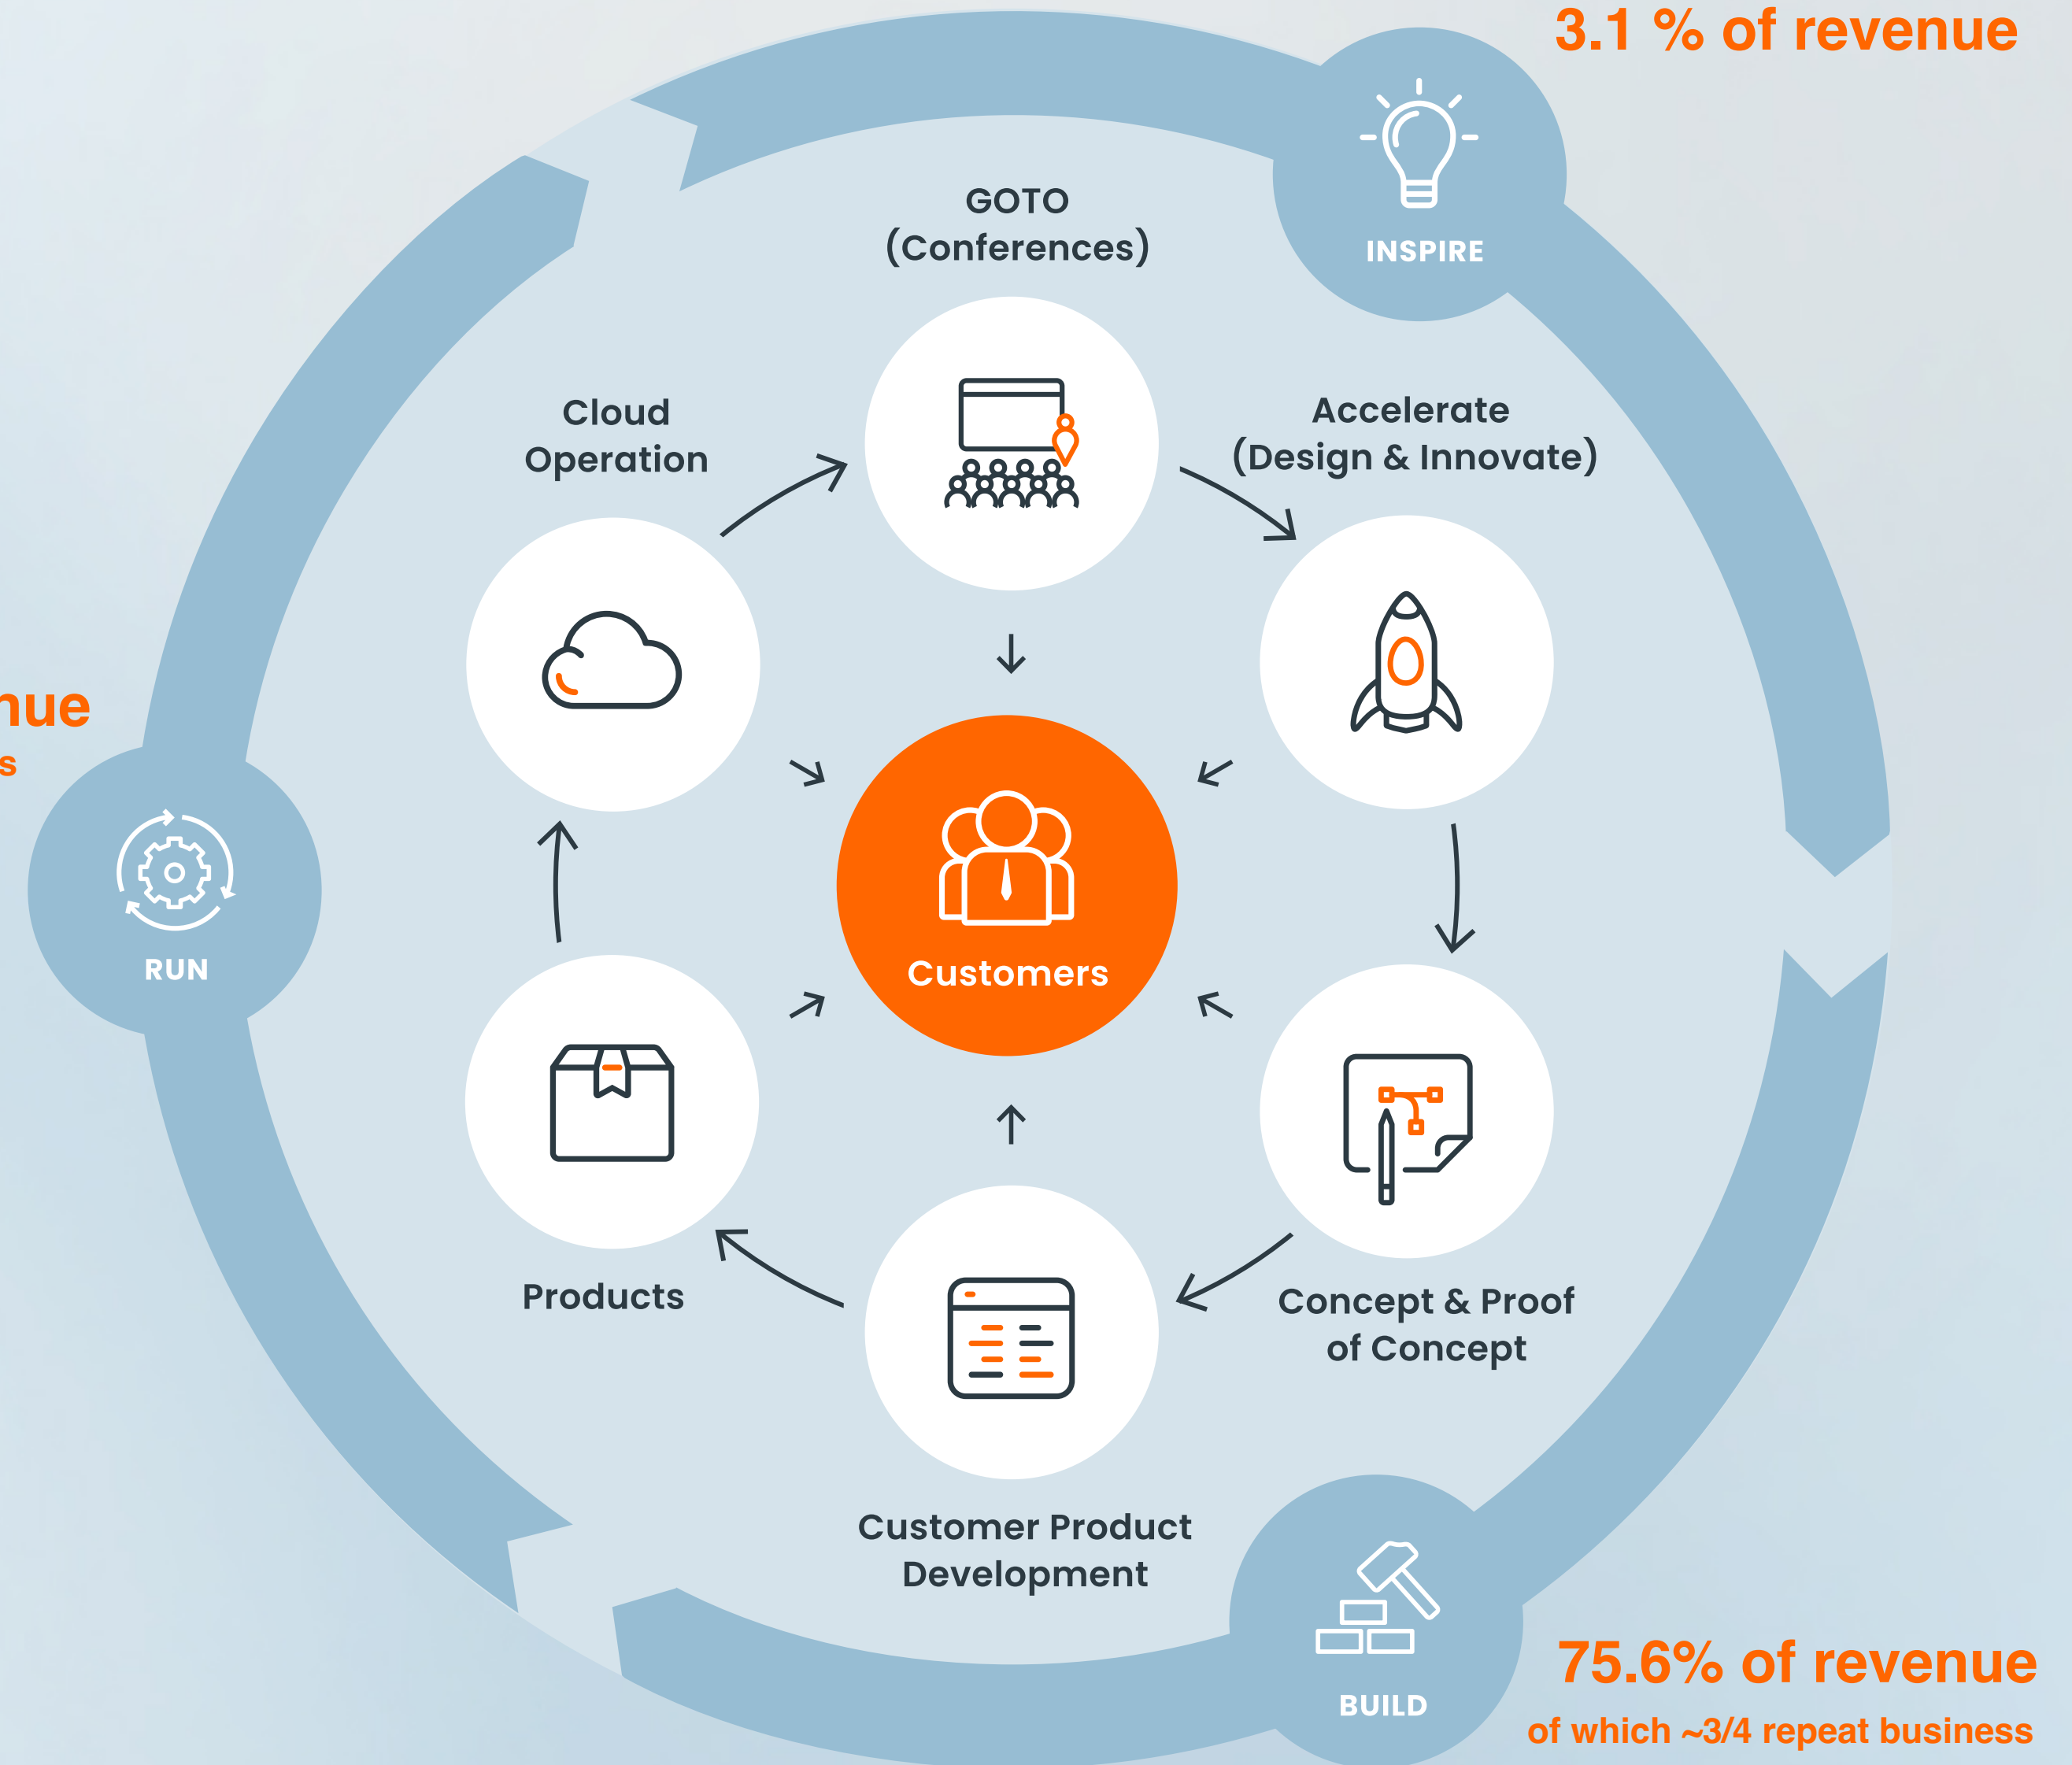 3.1 % of revenue
INSPIRE
GOTO
(Conferences)
Cloud
Operation
Accelerate
(Design & Innovate)
RUN
Customers
Products
Concept & Proof
of Concept
Customer Product
Development
BUILD
75.6% of revenue
of which ~3/4 repeat business